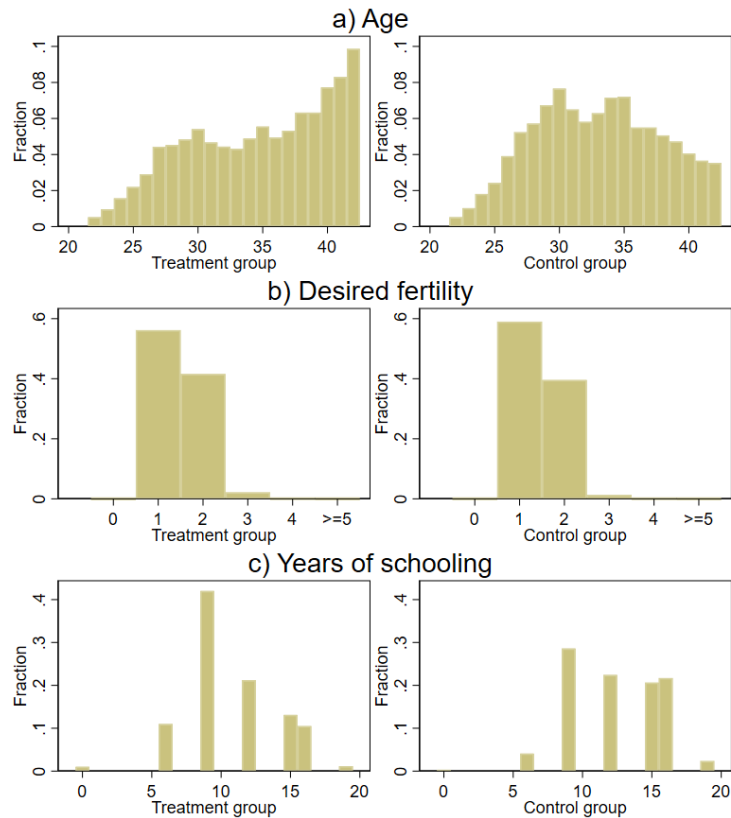 a) Age
Fraction
0 .02 .04 .06 .08 .1
20 25 30 35 40
Treatment group
Fraction
0 .02 .04 .06 .08 .1
20 25 30 35 40
Control group
b) Desired fertility
Fraction
0 .2 .4 .6
0 1 2 3 4 >=5
Treatment group
Fraction
0 .2 .4 .6
0 1 2 3 4 >=5
Control group
c) Years of schooling
Fraction
0 .1 .2 .3 .4
0 5 10 15 20
Treatment group
Fraction
0 .1 .2 .3 .4
0 5 10 15 20
Control group